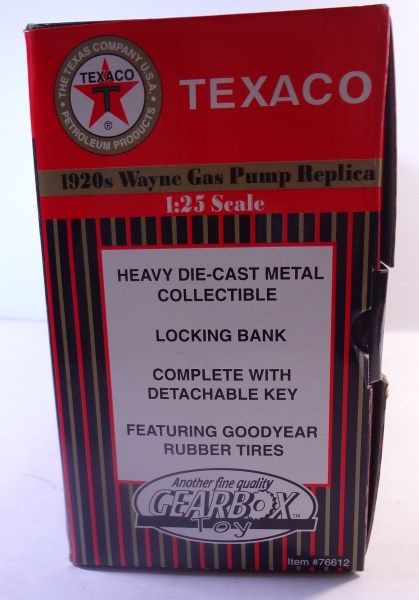 THE TEXAS COMPANY U.S.A.
TEXACO
T
®
PETROLEUM PRODUCTS
TEXACO
1920s Wayne Gas Pump Replica
1:25 Scale
HEAVY DIE-CAST METAL
COLLECTIBLE
LOCKING BANK
COMPLETE WITH
DETACHABLE KEY
FEATURING GOODYEAR
RUBBER TIRES
Another fine quality
GEARBOX™
Toy
Item #76612